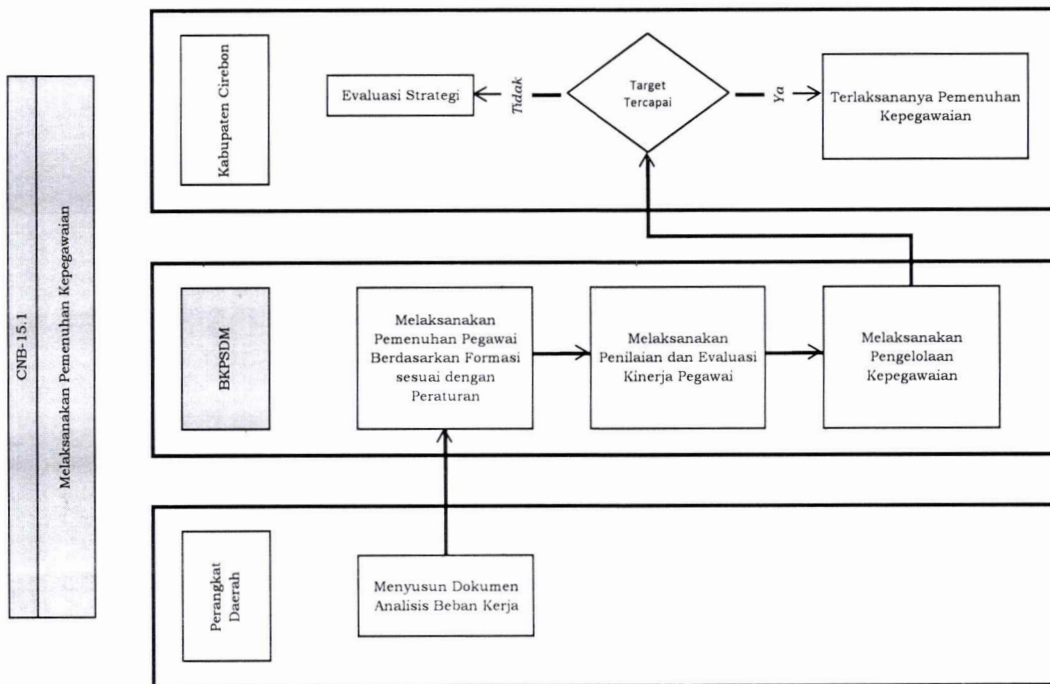 CNB-15.1
Melaksanakan Pemenuhan Kepegawaian
Kabupaten Cirebon
Evaluasi Strategi
Tidak
Target
Tercapai
Ya
Terlaksananya Pemenuhan
Kepegawaian
BKPSDM
Melaksanakan
Pemenuhan Pegawai
Berdasarkan Formasi
sesuai dengan
Peraturan
Melaksanakan
Penilaian dan Evaluasi
Kinerja Pegawai
Melaksanakan
Pengelolaan
Kepegawaian
Perangkat
Daerah
Menyusun Dokumen
Analisis Beban Kerja